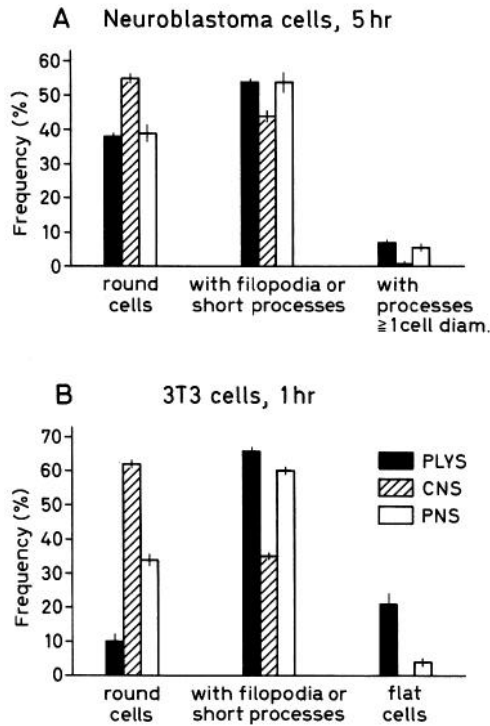 A Neuroblastoma cells, 5 hr
Frequency (%)
60
50
40
30
20
10
0
round
cells
with filopodia or
short processes
with
processes
≧1 cell diam.
B 3T3 cells, 1hr
Frequency (%)
70
60
50
40
30
20
10
0
PLYS
CNS
PNS
round
cells
with filopodia or
short processes
flat
cells